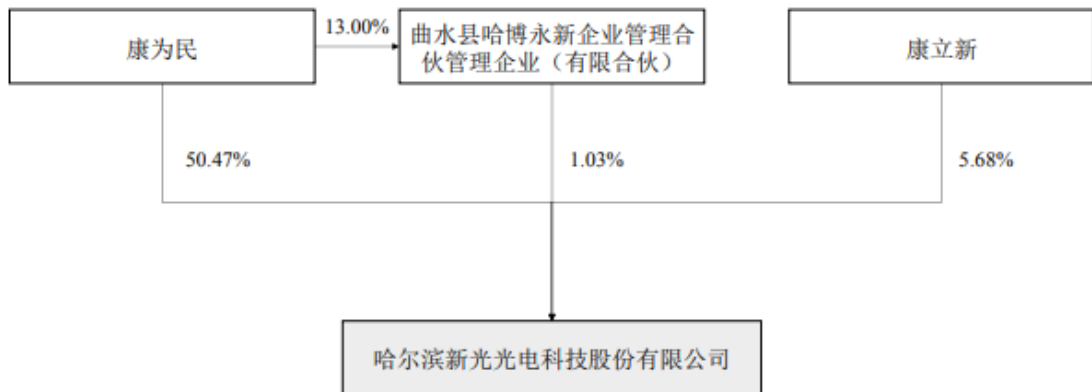 康为民
13.00%
曲水县哈博永新企业管理合
伙管理企业（有限合伙）
康立新
50.47%
1.03%
5.68%
哈尔滨新光光电科技股份有限公司